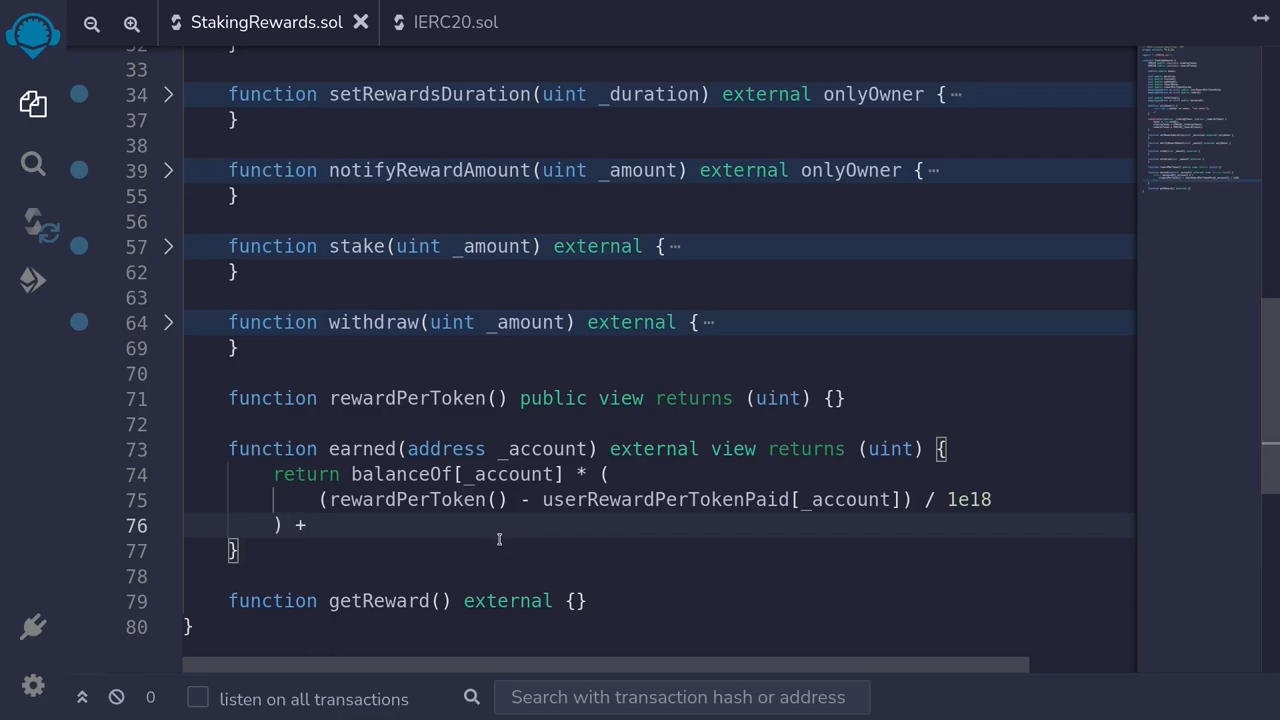 StakingRewards.sol
IERC20.sol
32 }
33
34 function setRewardsDuration(uint _duration) external onlyOwner {···
37 }
38
39 function notifyRewardAmount(uint _amount) external onlyOwner {···
55 }
56
57 function stake(uint _amount) external {···
62 }
63
64 function withdraw(uint _amount) external {···
69 }
70
71 function rewardPerToken() public view returns (uint) {}
72
73 function earned(address _account) external view returns (uint) {
74 return balanceOf[_account] * (
75 (rewardPerToken() - userRewardPerTokenPaid[_account]) / 1e18
76 ) +
77 }
78
79 function getReward() external {}
80 }
0
listen on all transactions
Search with transaction hash or address